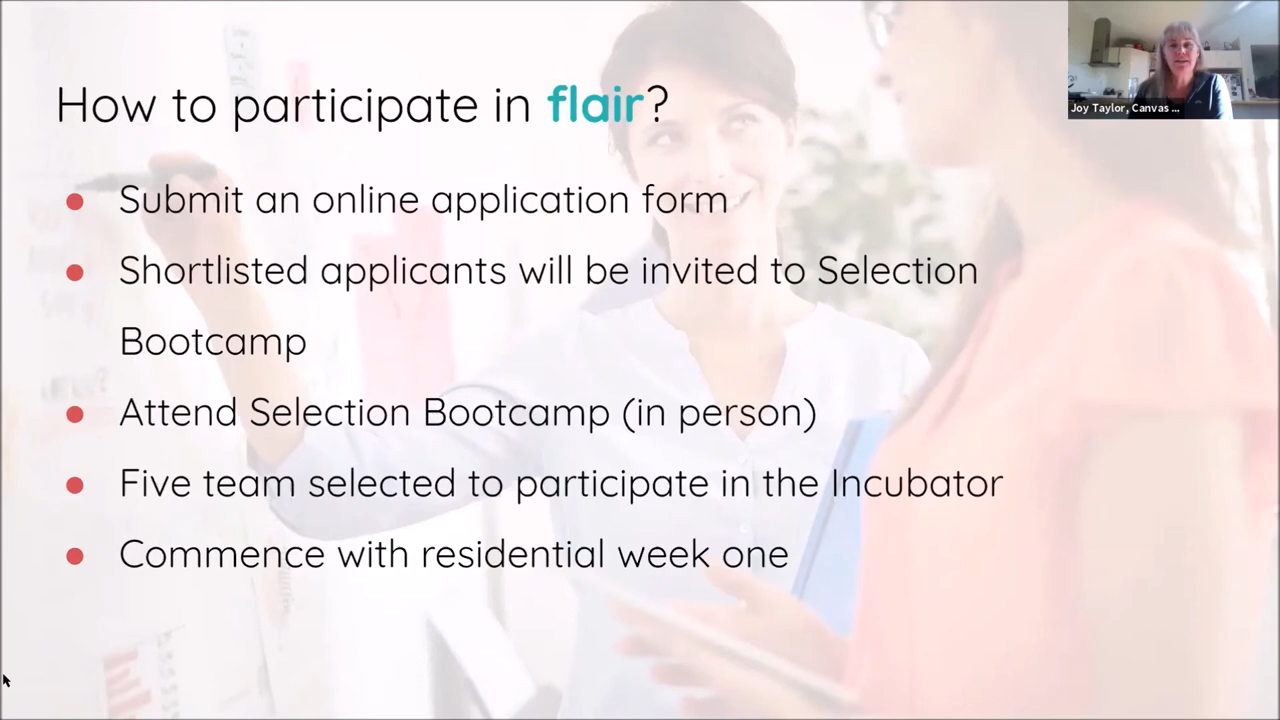 How to participate in flair?
Submit an online application form
Shortlisted applicants will be invited to Selection
Bootcamp
Attend Selection Bootcamp (in person)
Five team selected to participate in the Incubator
Commence with residential week one
Joy Taylor, Canvas ...